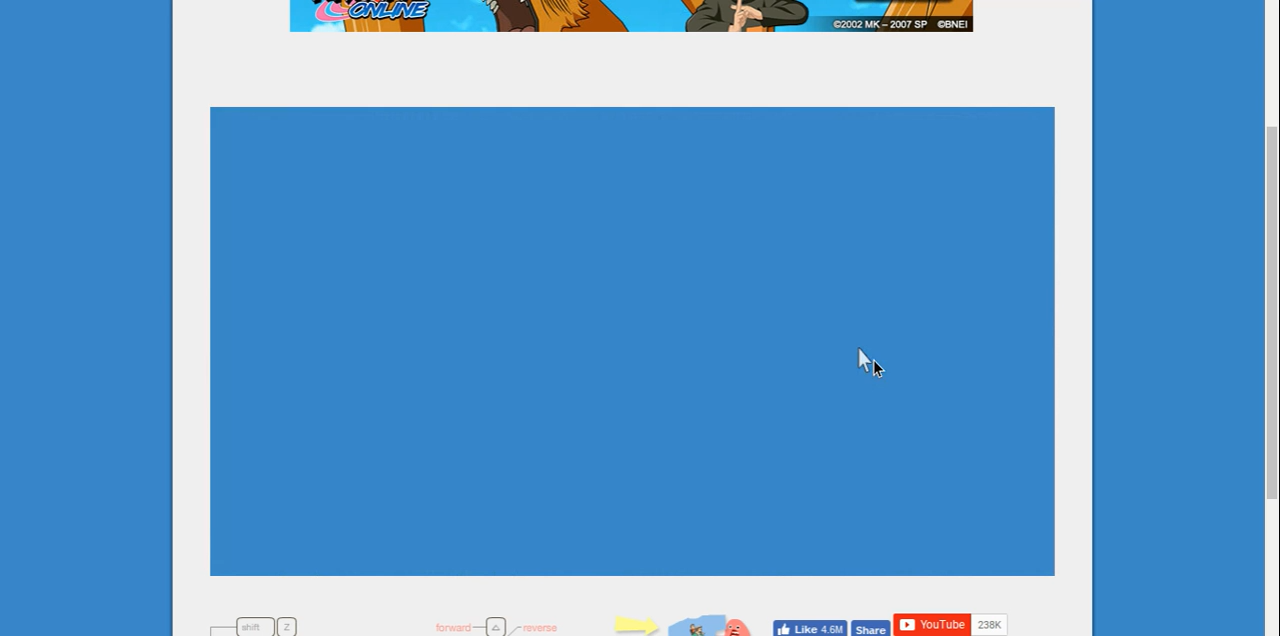 ONLINE
©2002 MK – 2007 SP ©BNEI
shift Z
forward reverse
Like 4.6M
Share
YouTube 238K